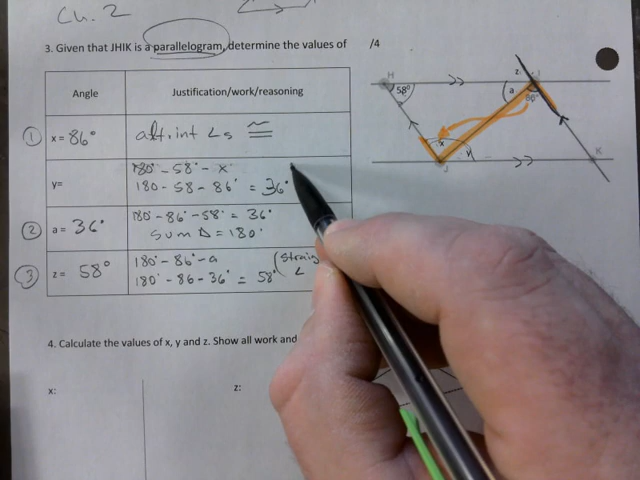 Ch. 2
3. Given that JHIK is a parallelogram, determine the values of /4
Angle Justification/work/reasoning
① x = 86° alt. int ∠s ≅
y= 180° - 58° - x°
180 - 58 - 86° = 36°
② a = 36° 180° - 86° - 58° = 36°
Sum Δ = 180°
③ z = 58° 180° - 86° - a (Straig
180° - 86 - 36° = 58° ∠
H 58° z. I
a 86°
x y
J K
4. Calculate the values of x, y and z. Show all work and
x: z: